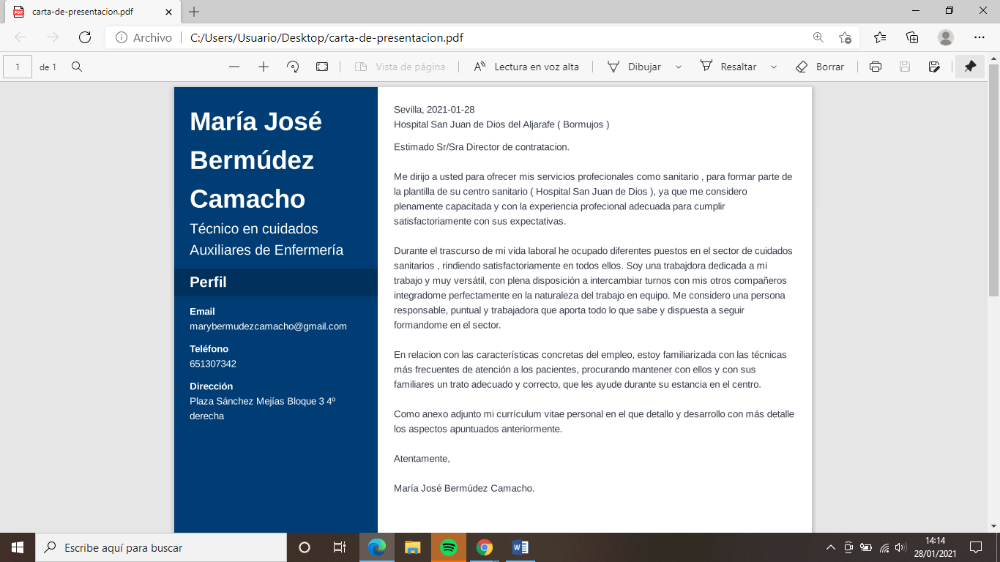 carta-de-presentacion.pdf
Archivo
C:/Users/Usuario/Desktop/carta-de-presentacion.pdf
1 de 1 Vista de página Lectura en voz alta Dibujar Resaltar Borrar
María José
Bermúdez
Camacho
Técnico en cuidados
Auxiliares de Enfermería
Perfil
Email
marybermudezcamacho@gmail.com
Teléfono
651307342
Dirección
Plaza Sánchez Mejías Bloque 3 4º
derecha
Sevilla, 2021-01-28
Hospital San Juan de Dios del Aljarafe ( Bormujos )
Estimado Sr/Sra Director de contratacion.
Me dirijo a usted para ofrecer mis servicios profecionales como sanitario , para formar parte de
la plantilla de su centro sanitario ( Hospital San Juan de Dios ), ya que me considero
plenamente capacitada y con la experiencia profecional adecuada para cumplir
satisfactoriamente con sus expectativas.
Durante el trascurso de mi vida laboral he ocupado diferentes puestos en el sector de cuidados
sanitarios , rindiendo satisfactoriamente en todos ellos. Soy una trabajdora dedicada a mi
trabajo y muy versátil, con plena disposición a intercambiar turnos con mis otros compañeros
integradome perfectamente en la naturaleza del trabajo en equipo. Me considero una persona
responsable, puntual y trabajadora que aporta todo lo que sabe y dispuesta a seguir
formandome en el sector.
En relacion con las características concretas del empleo, estoy familiarizada con las técnicas
más frecuentes de atención a los pacientes, procurando mantener con ellos y con sus
familiares un trato adecuado y correcto, que les ayude durante su estancia en el centro.
Como anexo adjunto mi currículum vitae personal en el que detallo y desarrollo con más detalle
los aspectos apuntuados anteriormente.
Atentamente,
María José Bermúdez Camacho.
Escribe aquí para buscar
14:14
28/01/2021